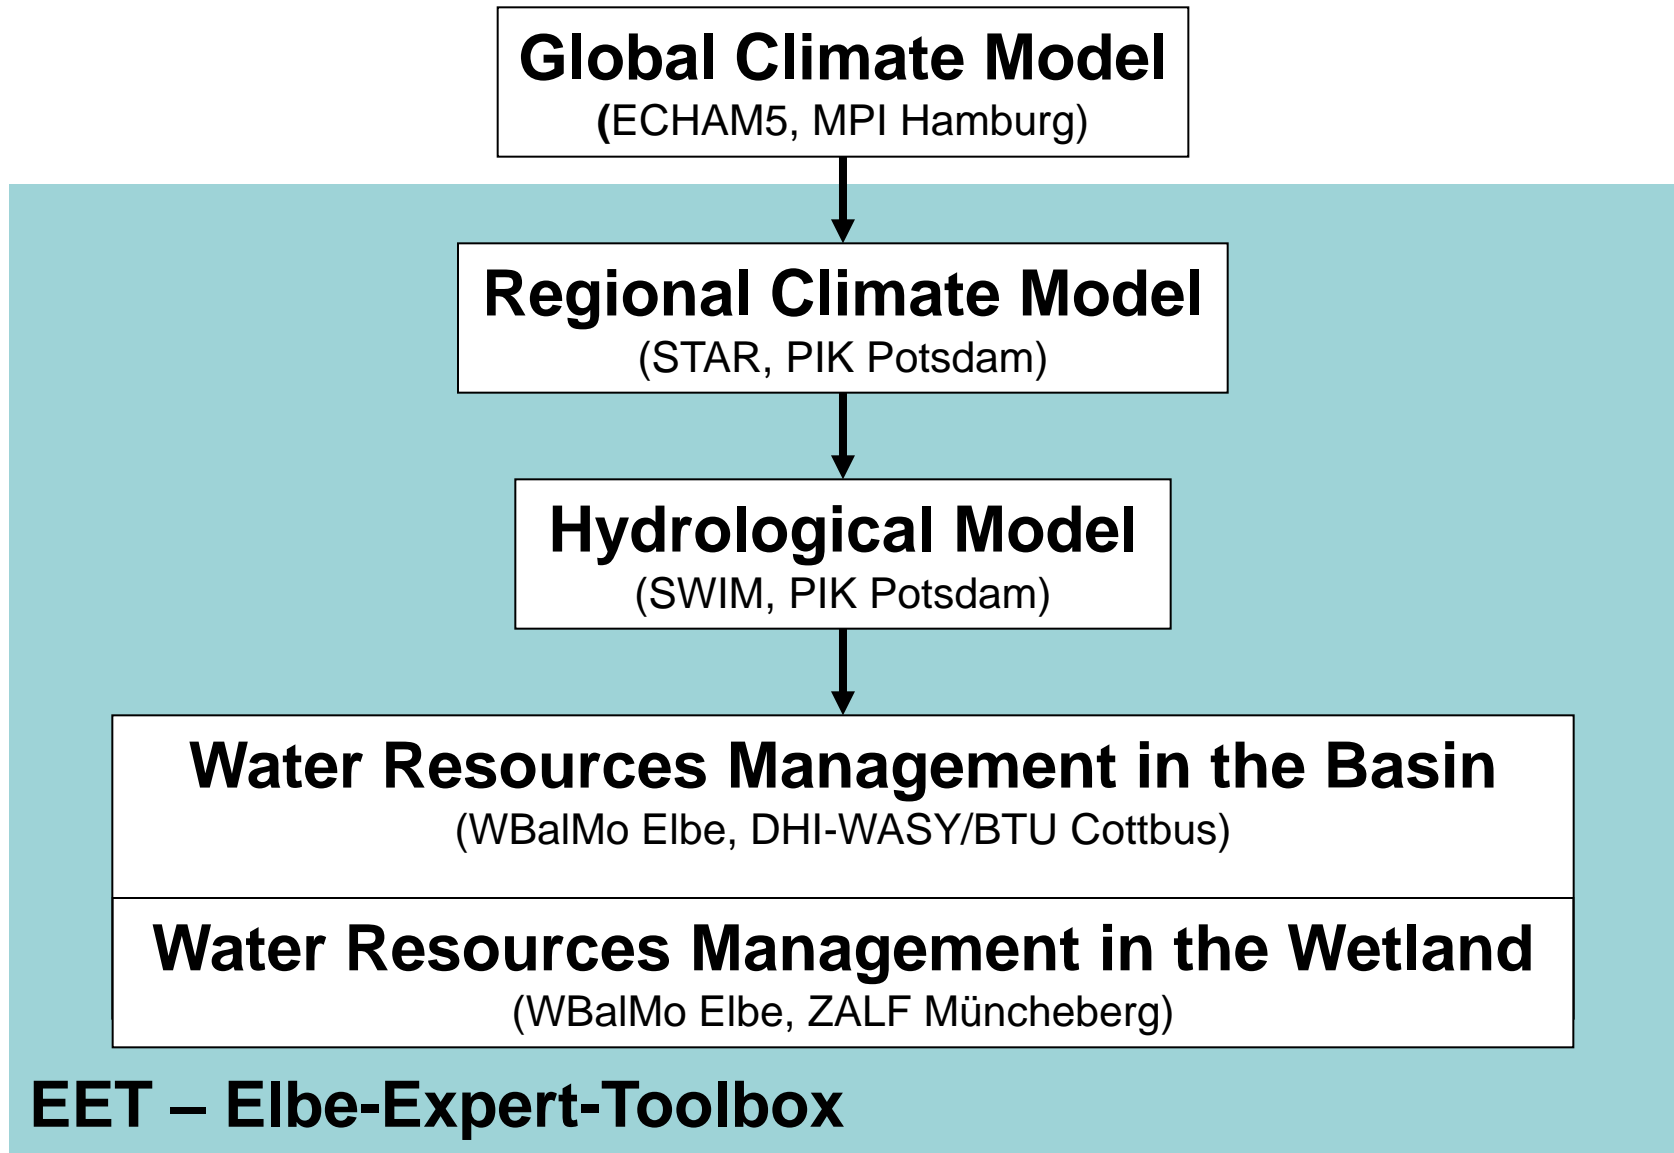 Global Climate Model
(ECHAM5, MPI Hamburg)
Regional Climate Model
(STAR, PIK Potsdam)
Hydrological Model
(SWIM, PIK Potsdam)
Water Resources Management in the Basin
(WBalMo Elbe, DHI-WASY/BTU Cottbus)
Water Resources Management in the Wetland
(WBalMo Elbe, ZALF Müncheberg)
EET – Elbe-Expert-Toolbox